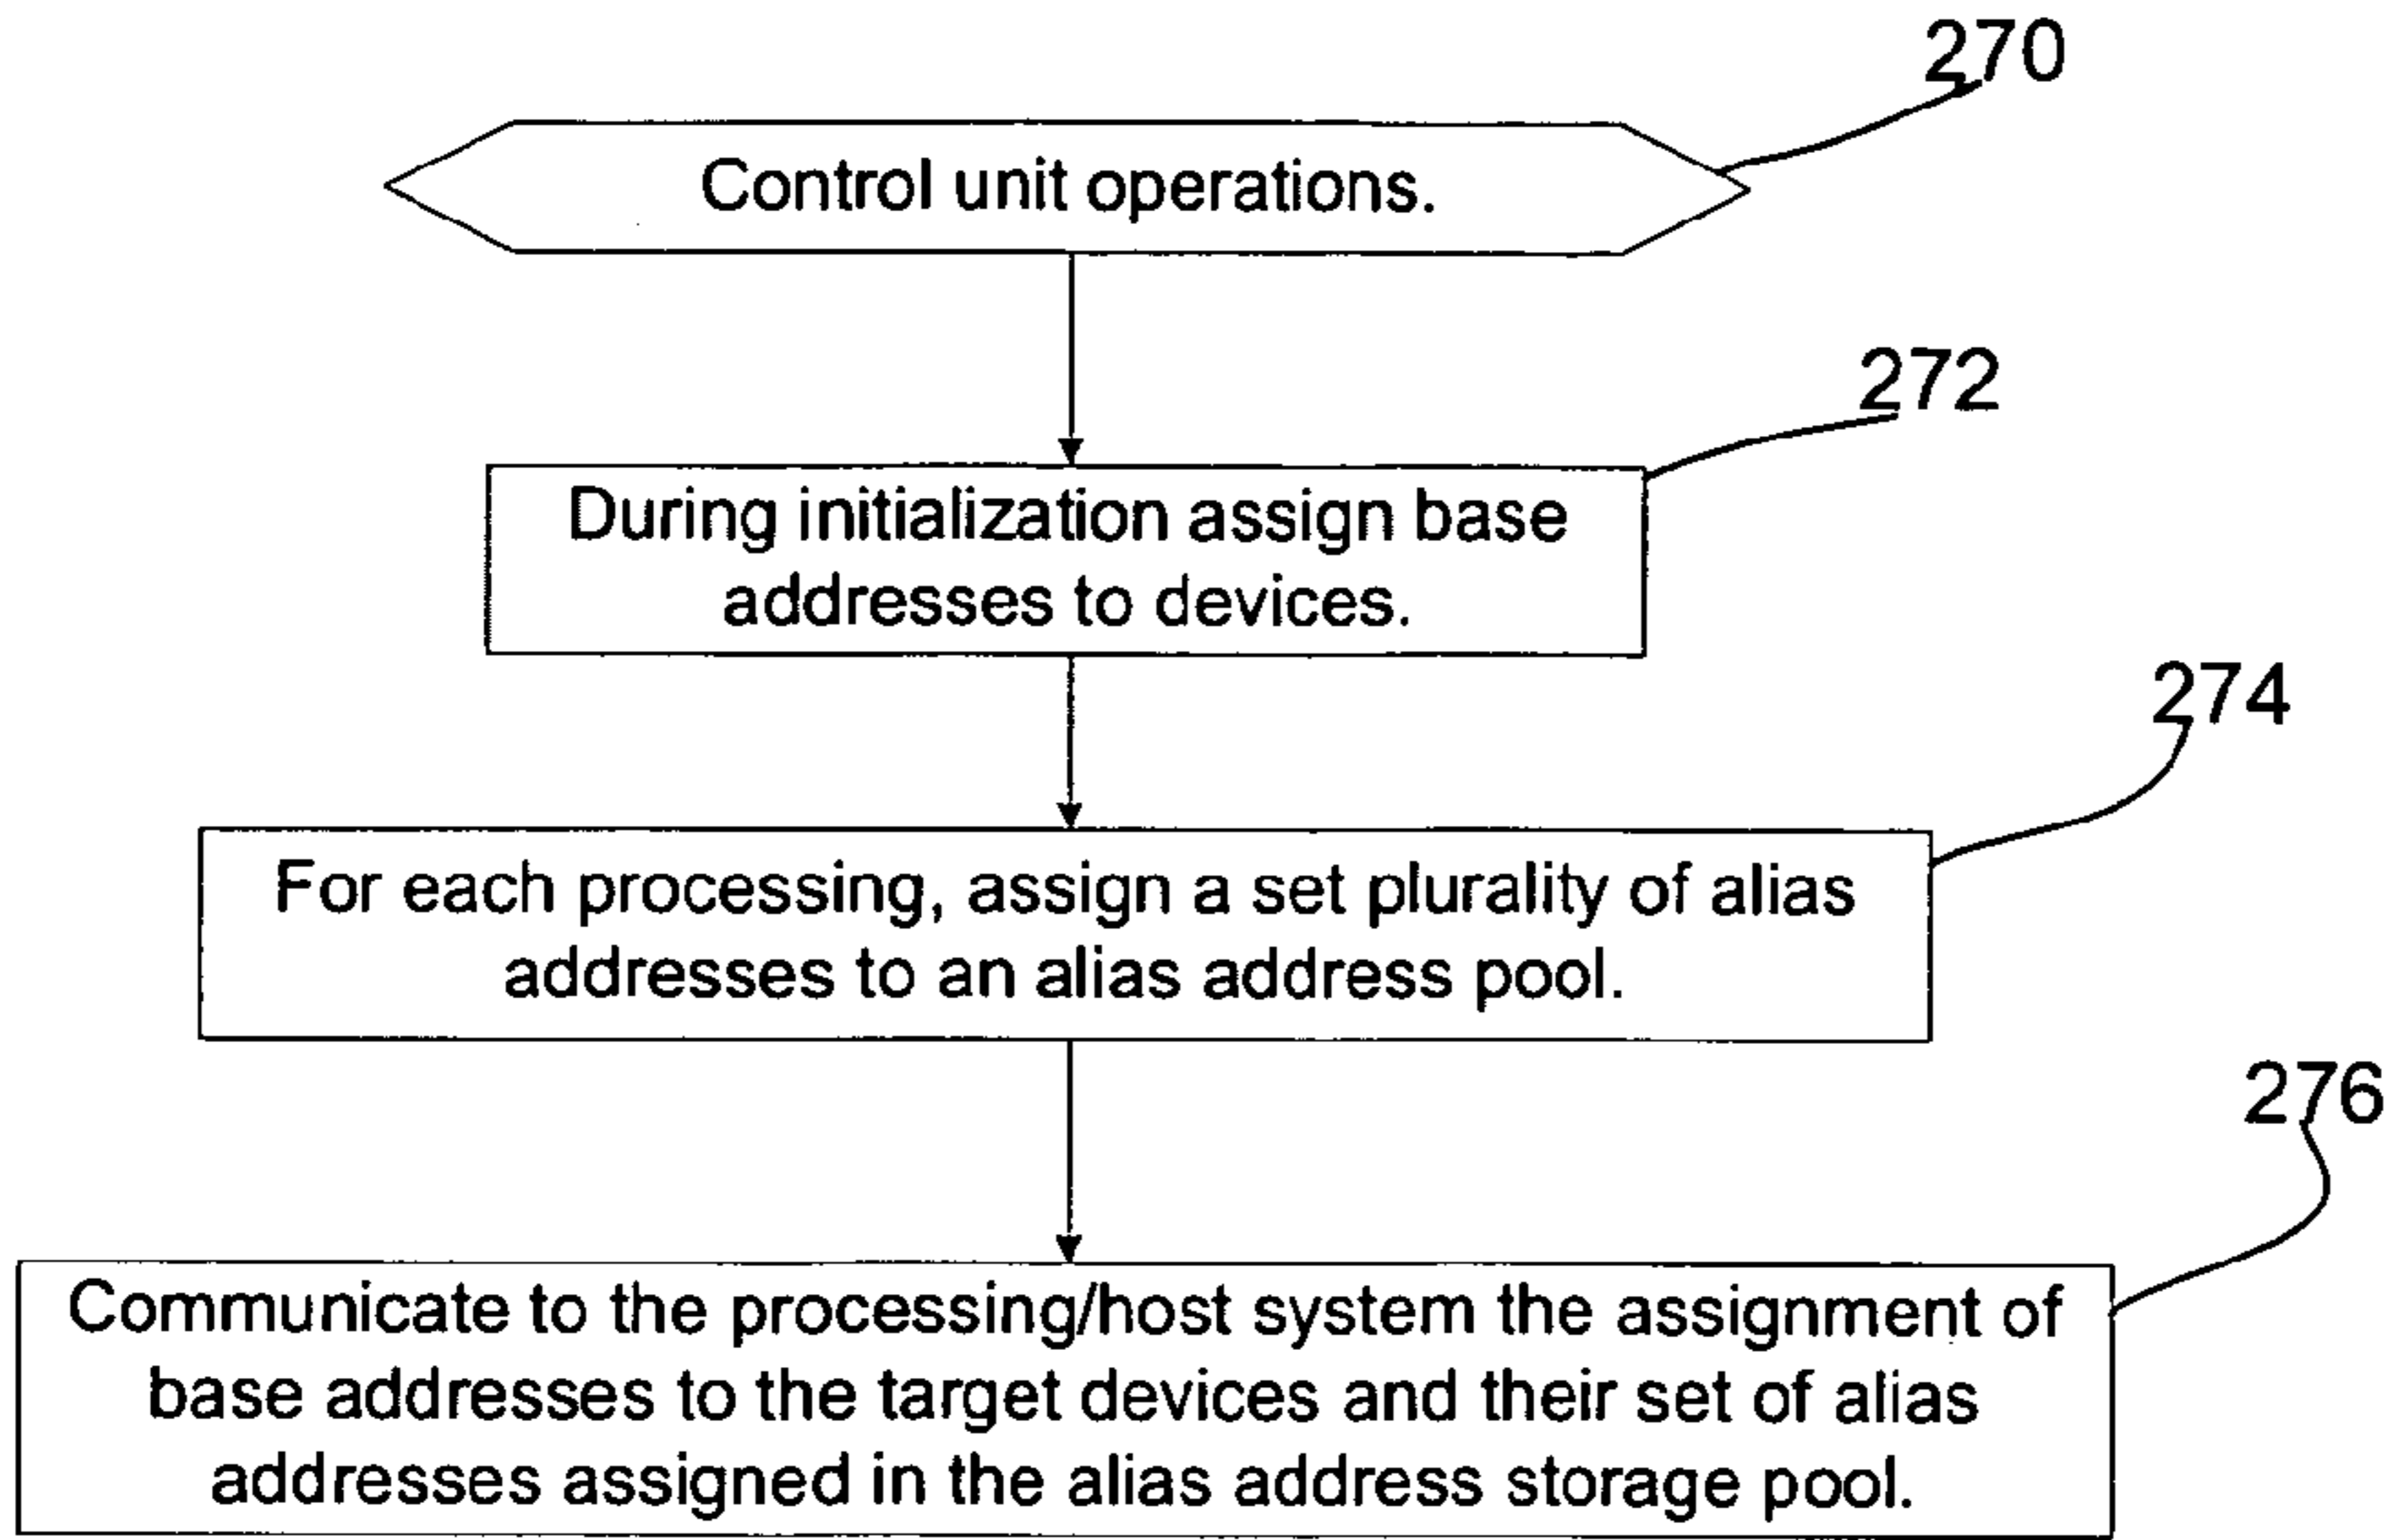 270
Control unit operations.
272
During initialization assign base
addresses to devices.
274
For each processing, assign a set plurality of alias
addresses to an alias address pool.
276
Communicate to the processing/host system the assignment of
base addresses to the target devices and their set of alias
addresses assigned in the alias address storage pool.